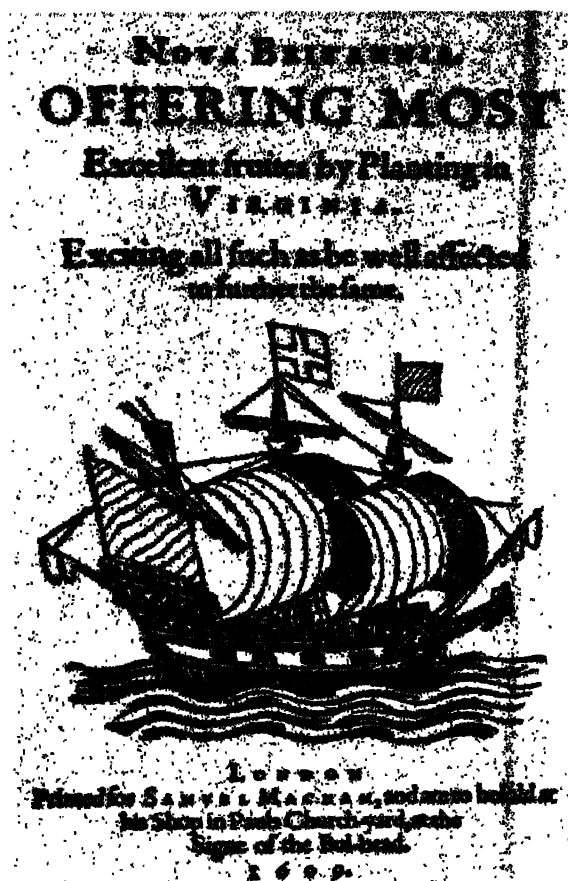 NOVA BRITANNIA.
OFFERING MOST
Excellent fruites by Planting in
VIRGINIA.
Exciting all such as be well affected
to further the same.
LONDON
Printed for SAMVEL MACHAM, and are to be sold at
his Shop in Pauls Church-yard, at the
Signe of the Bul-head.
1609.